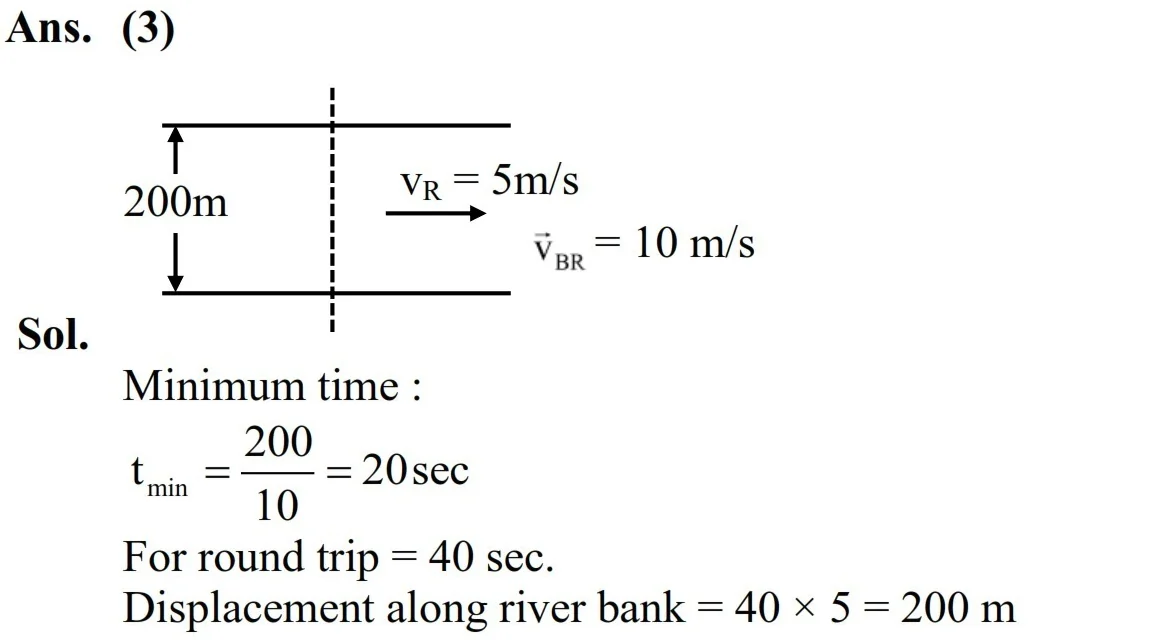 Ans. (3)
200m
vR = 5m/s
v⃗BR = 10 m/s
Sol.
Minimum time :
tmin = 200/10 = 20sec
For round trip = 40 sec.
Displacement along river bank = 40 × 5 = 200 m